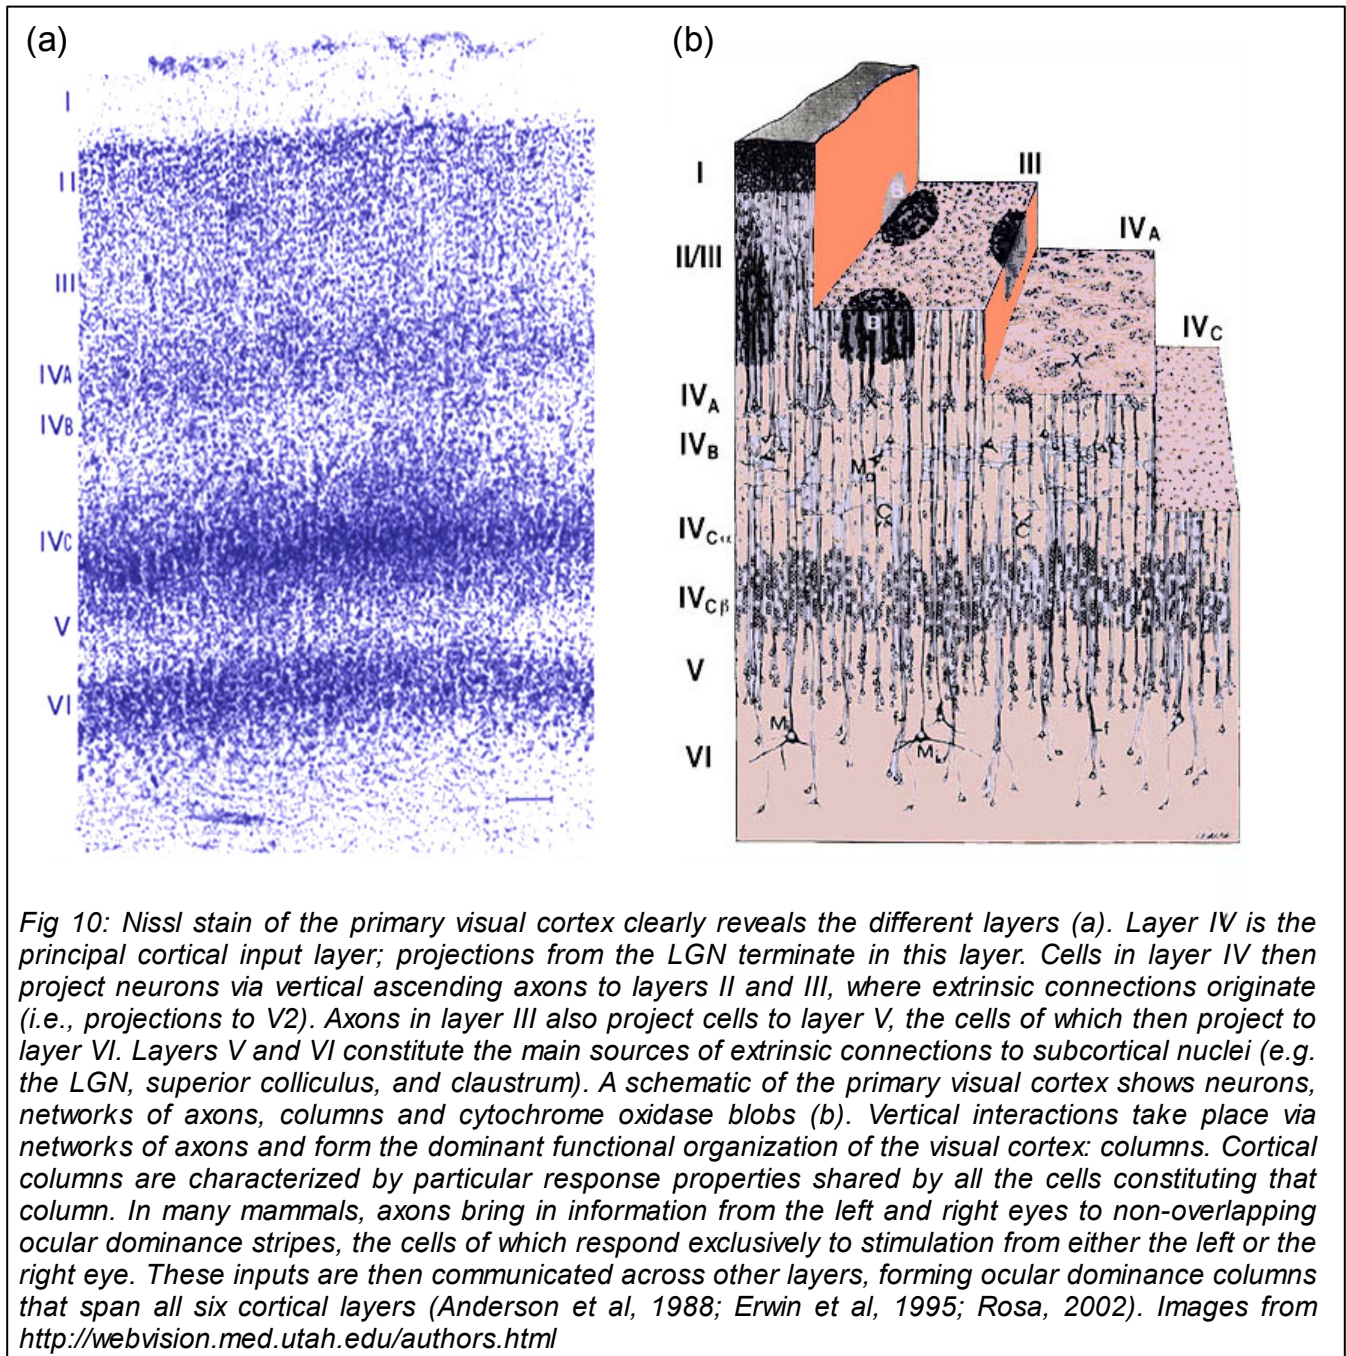 (a)
(b)
I
II
III
IVA
IVB
IVC
V
VI
I
II/III
IVA
IVB
IVCα
IVCβ
V
VI
III
IVA
IVC
B
X
M
C
C
M
f
M
f
Fig 10: Nissl stain of the primary visual cortex clearly reveals the different layers (a). Layer IV is the
principal cortical input layer; projections from the LGN terminate in this layer. Cells in layer IV then
project neurons via vertical ascending axons to layers II and III, where extrinsic connections originate
(i.e., projections to V2). Axons in layer III also project cells to layer V, the cells of which then project to
layer VI. Layers V and VI constitute the main sources of extrinsic connections to subcortical nuclei (e.g.
the LGN, superior colliculus, and claustrum). A schematic of the primary visual cortex shows neurons,
networks of axons, columns and cytochrome oxidase blobs (b). Vertical interactions take place via
networks of axons and form the dominant functional organization of the visual cortex: columns. Cortical
columns are characterized by particular response properties shared by all the cells constituting that
column. In many mammals, axons bring in information from the left and right eyes to non-overlapping
ocular dominance stripes, the cells of which respond exclusively to stimulation from either the left or the
right eye. These inputs are then communicated across other layers, forming ocular dominance columns
that span all six cortical layers (Anderson et al, 1988; Erwin et al, 1995; Rosa, 2002). Images from
http://webvision.med.utah.edu/authors.html